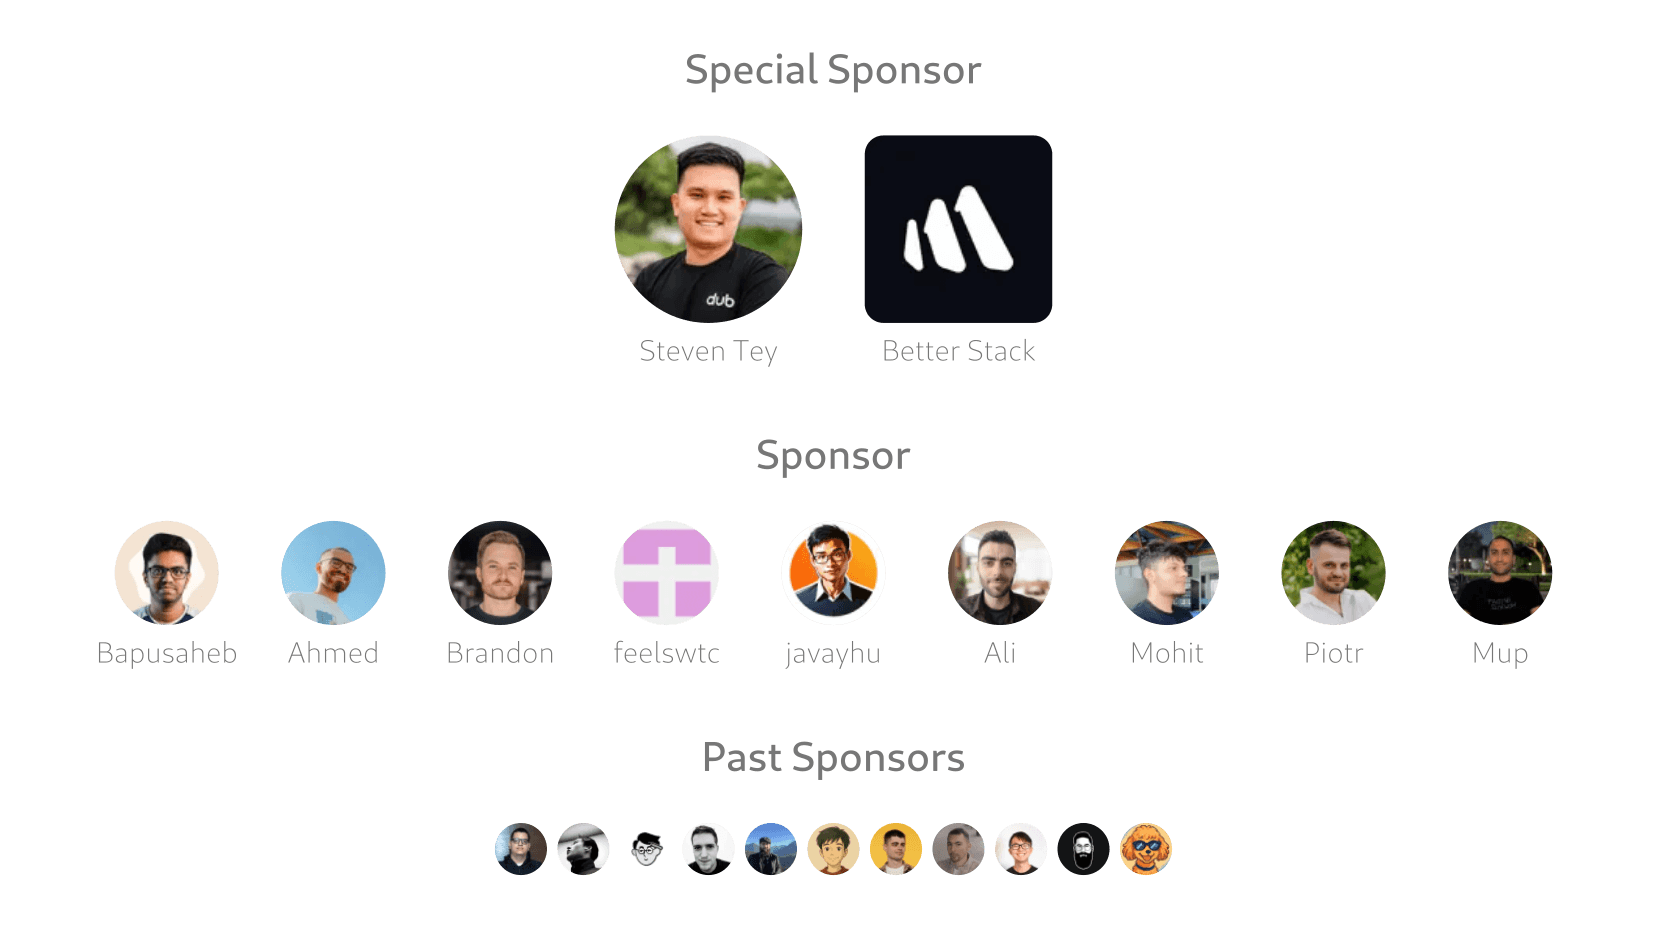 Special Sponsor
dub
Steven Tey
Better Stack
Sponsor
Bapusaheb
Ahmed
Brandon
feelswtc
javayhu
Ali
Mohit
Piotr
Mup
Past Sponsors